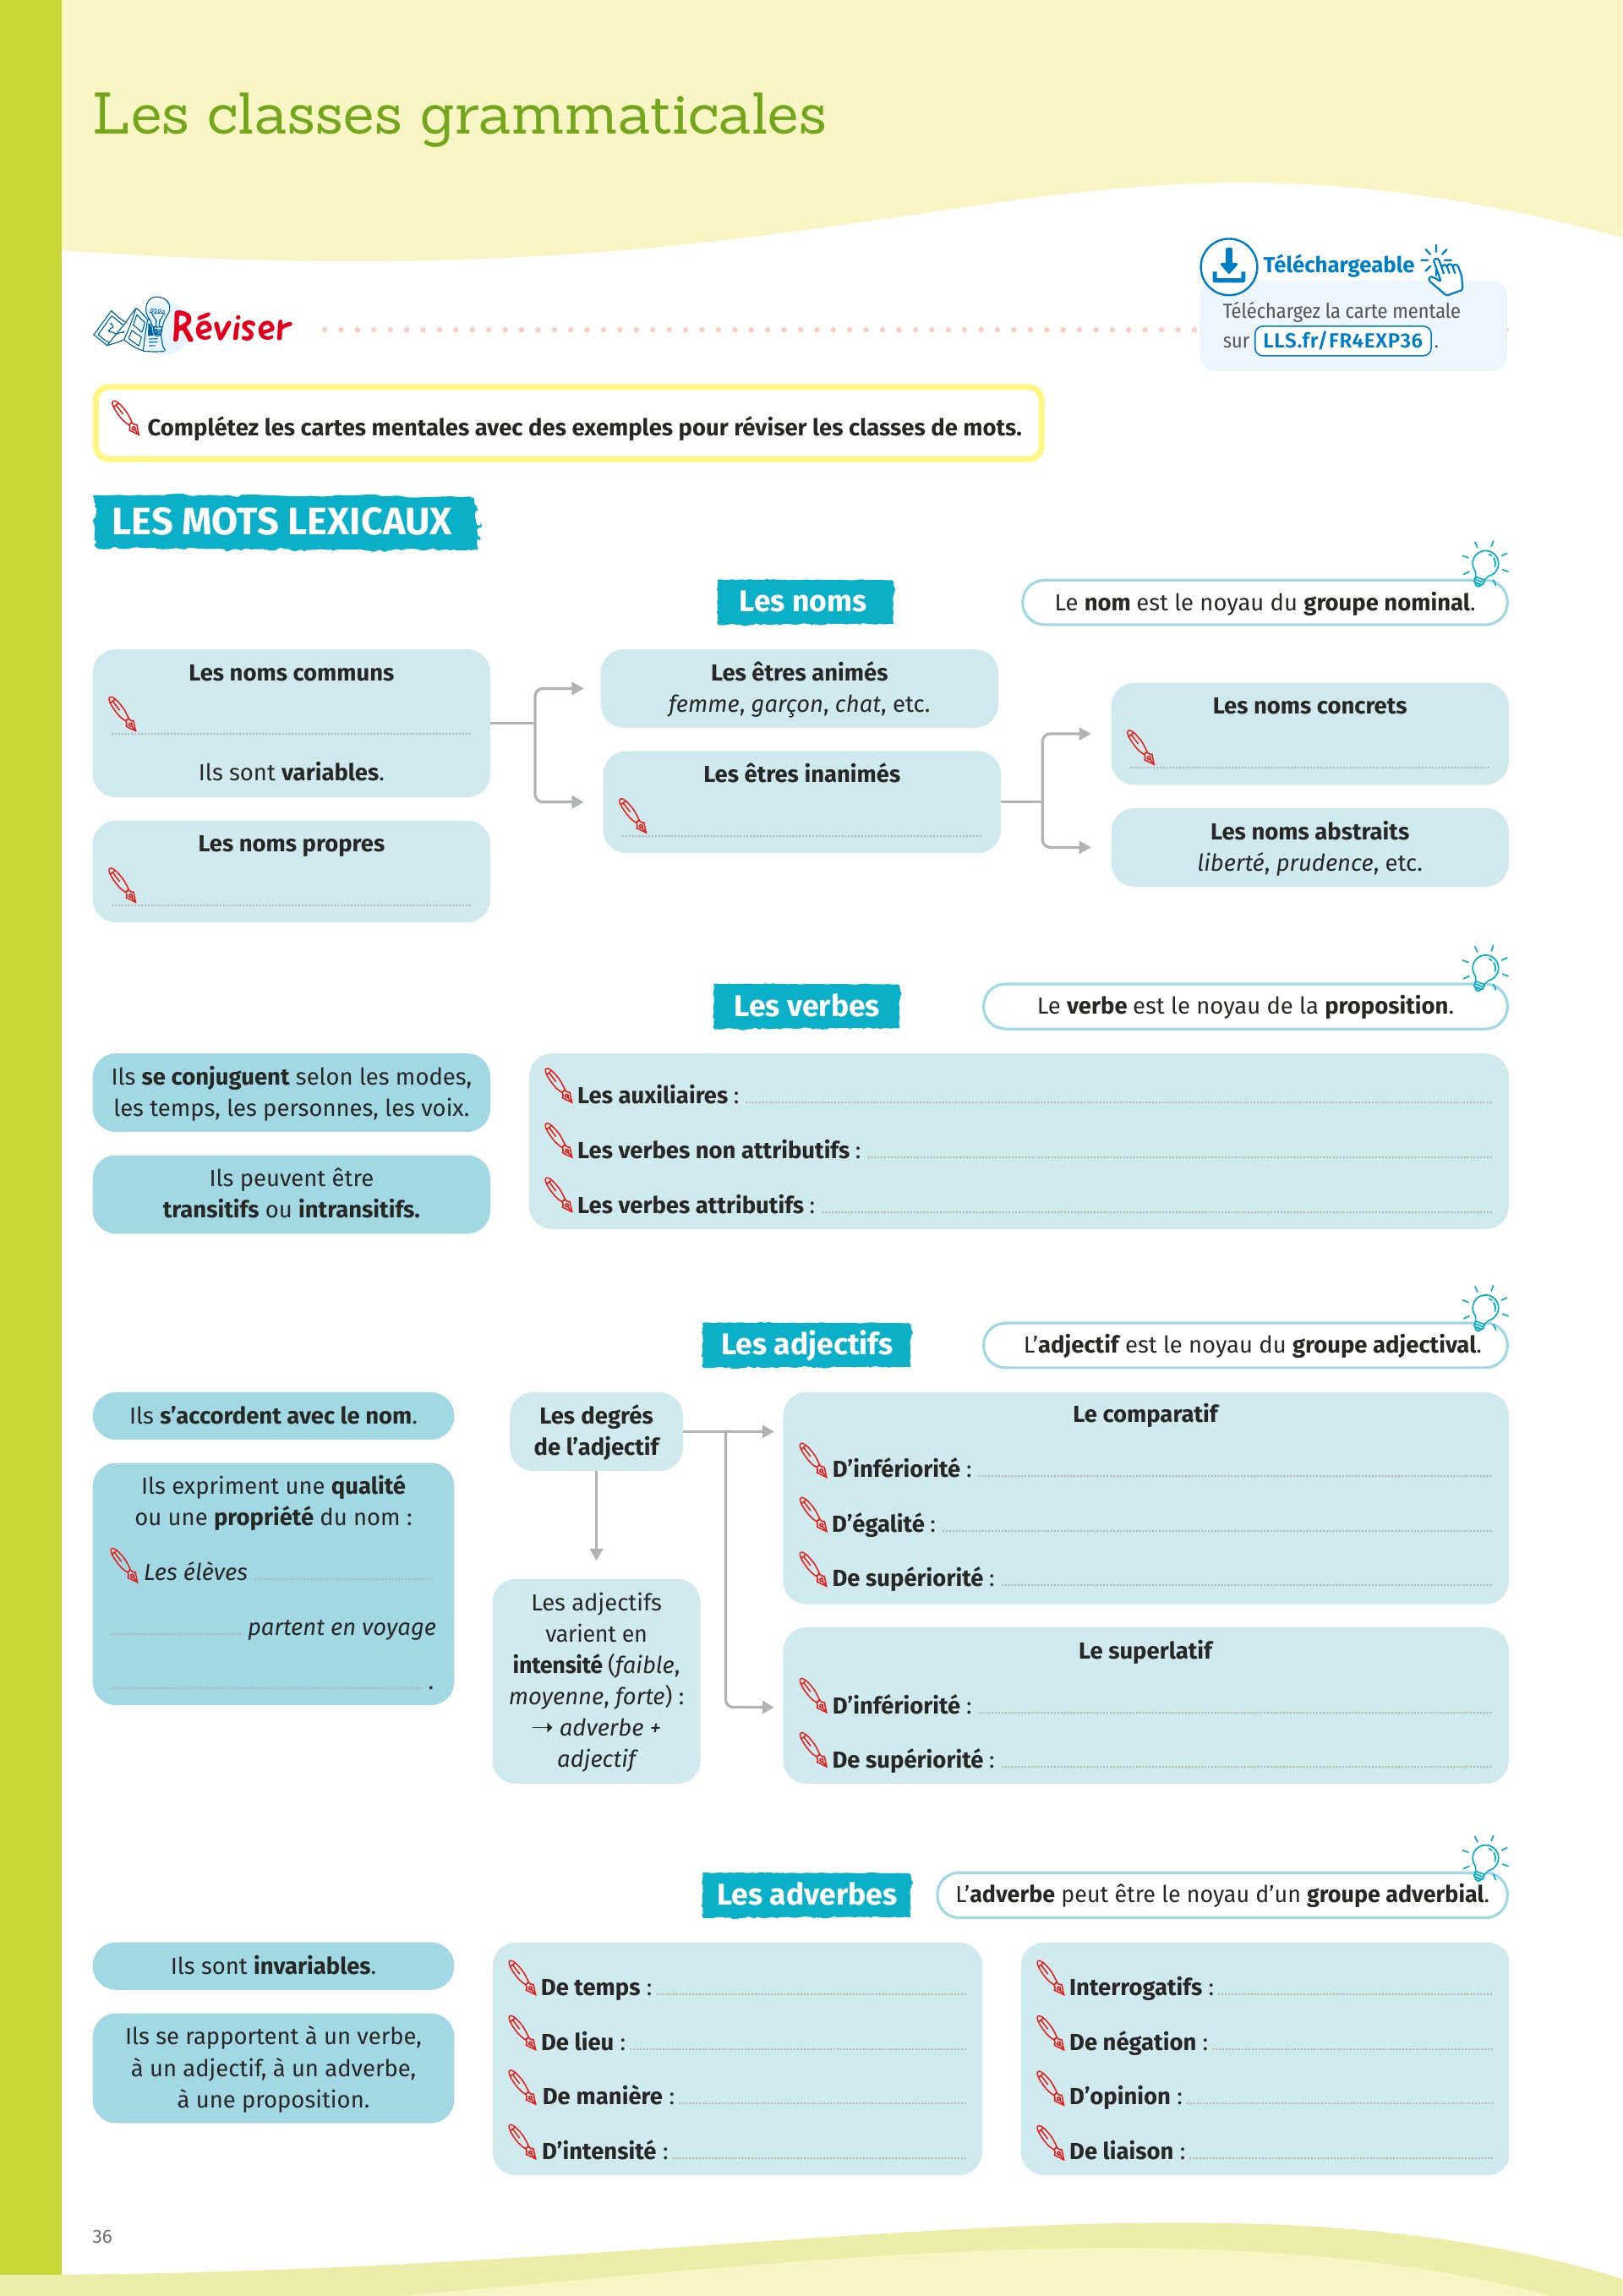 Les classes grammaticales
Téléchargeable
Téléchargez la carte mentale
sur LLS.fr/FR4EXP36.
Réviser
Complétez les cartes mentales avec des exemples pour réviser les classes de mots.
LES MOTS LEXICAUX
Les noms
Le nom est le noyau du groupe nominal.
Les noms communs
Ils sont variables.
Les noms propres
Les êtres animés
femme, garçon, chat, etc.
Les êtres inanimés
Les noms concrets
Les noms abstraits
liberté, prudence, etc.
Les verbes
Le verbe est le noyau de la proposition.
Ils se conjuguent selon les modes,
les temps, les personnes, les voix.
Ils peuvent être
transitifs ou intransitifs.
Les auxiliaires :
Les verbes non attributifs :
Les verbes attributifs :
Les adjectifs
L'adjectif est le noyau du groupe adjectival.
Ils s'accordent avec le nom.
Ils expriment une qualité
ou une propriété du nom :
Les élèves
partent en voyage
.
Les degrés
de l'adjectif
Les adjectifs
varient en
intensité (faible,
moyenne, forte) :
→ adverbe +
adjectif
Le comparatif
D'infériorité :
D'égalité :
De supériorité :
Le superlatif
D'infériorité :
De supériorité :
Les adverbes
L'adverbe peut être le noyau d'un groupe adverbial.
Ils sont invariables.
Ils se rapportent à un verbe,
à un adjectif, à un adverbe,
à une proposition.
De temps :
De lieu :
De manière :
D'intensité :
Interrogatifs :
De négation :
D'opinion :
De liaison :
36